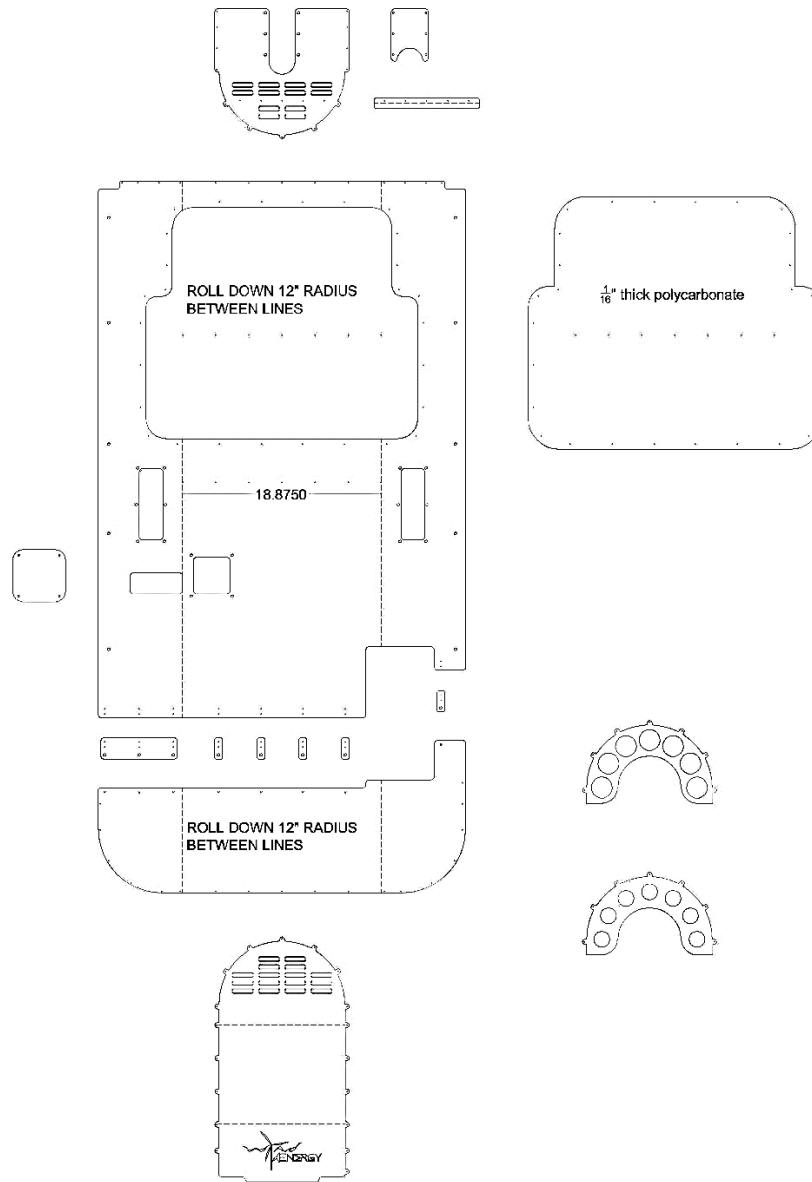 ROLL DOWN 12" RADIUS
BETWEEN LINES
1/16" thick polycarbonate
18.8750
ROLL DOWN 12" RADIUS
BETWEEN LINES
ENERGY